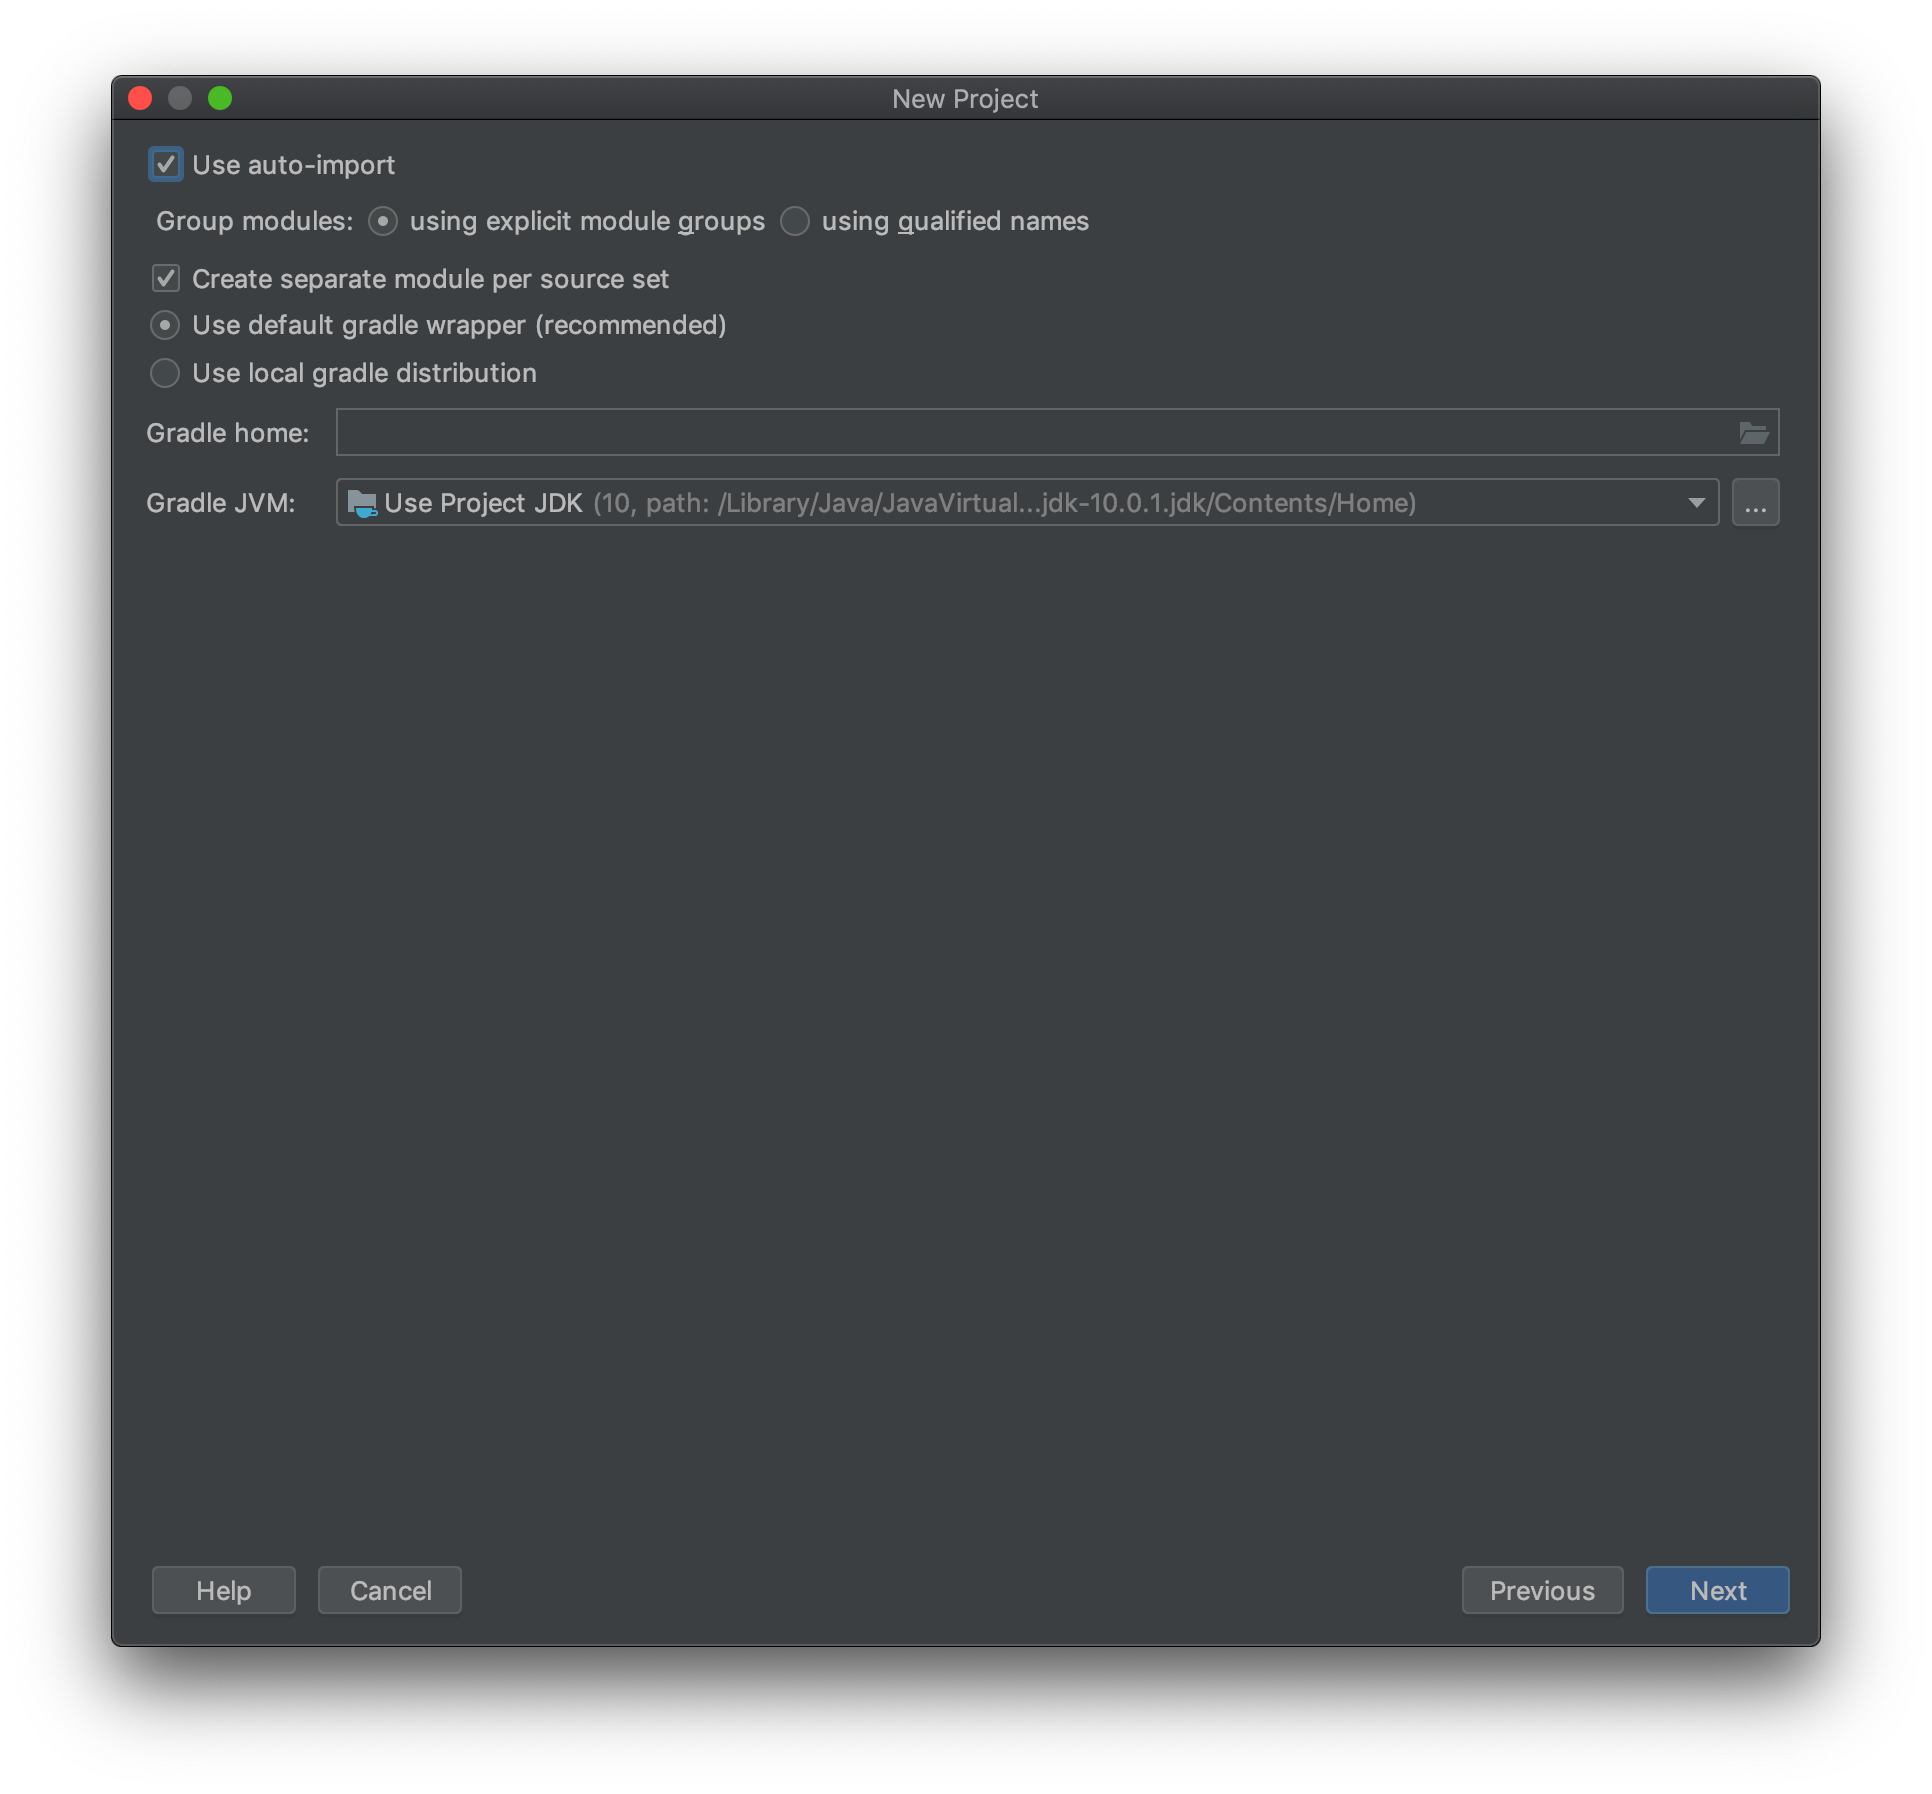 New Project
Use auto-import
Group modules: using explicit module groups using qualified names
Create separate module per source set
Use default gradle wrapper (recommended)
Use local gradle distribution
Gradle home:
Gradle JVM: Use Project JDK (10, path: /Library/Java/JavaVirtual...jdk-10.0.1.jdk/Contents/Home) ...
Help Cancel Previous Next